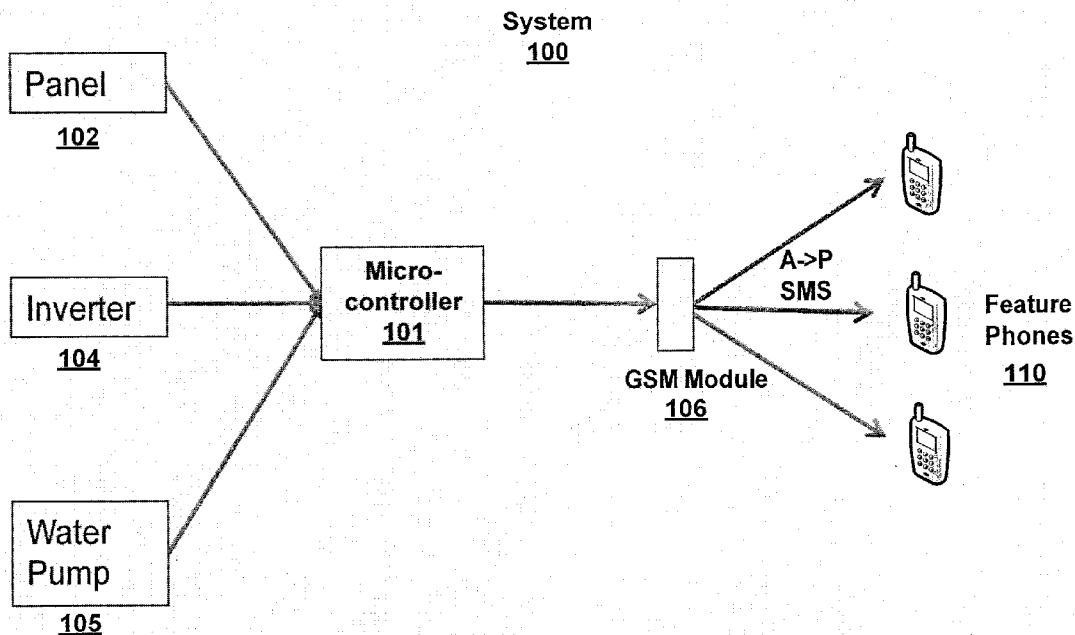 System
100
Panel
102
Inverter
104
Water
Pump
105
Micro-
controller
101
GSM Module
106
A->P
SMS
Feature
Phones
110